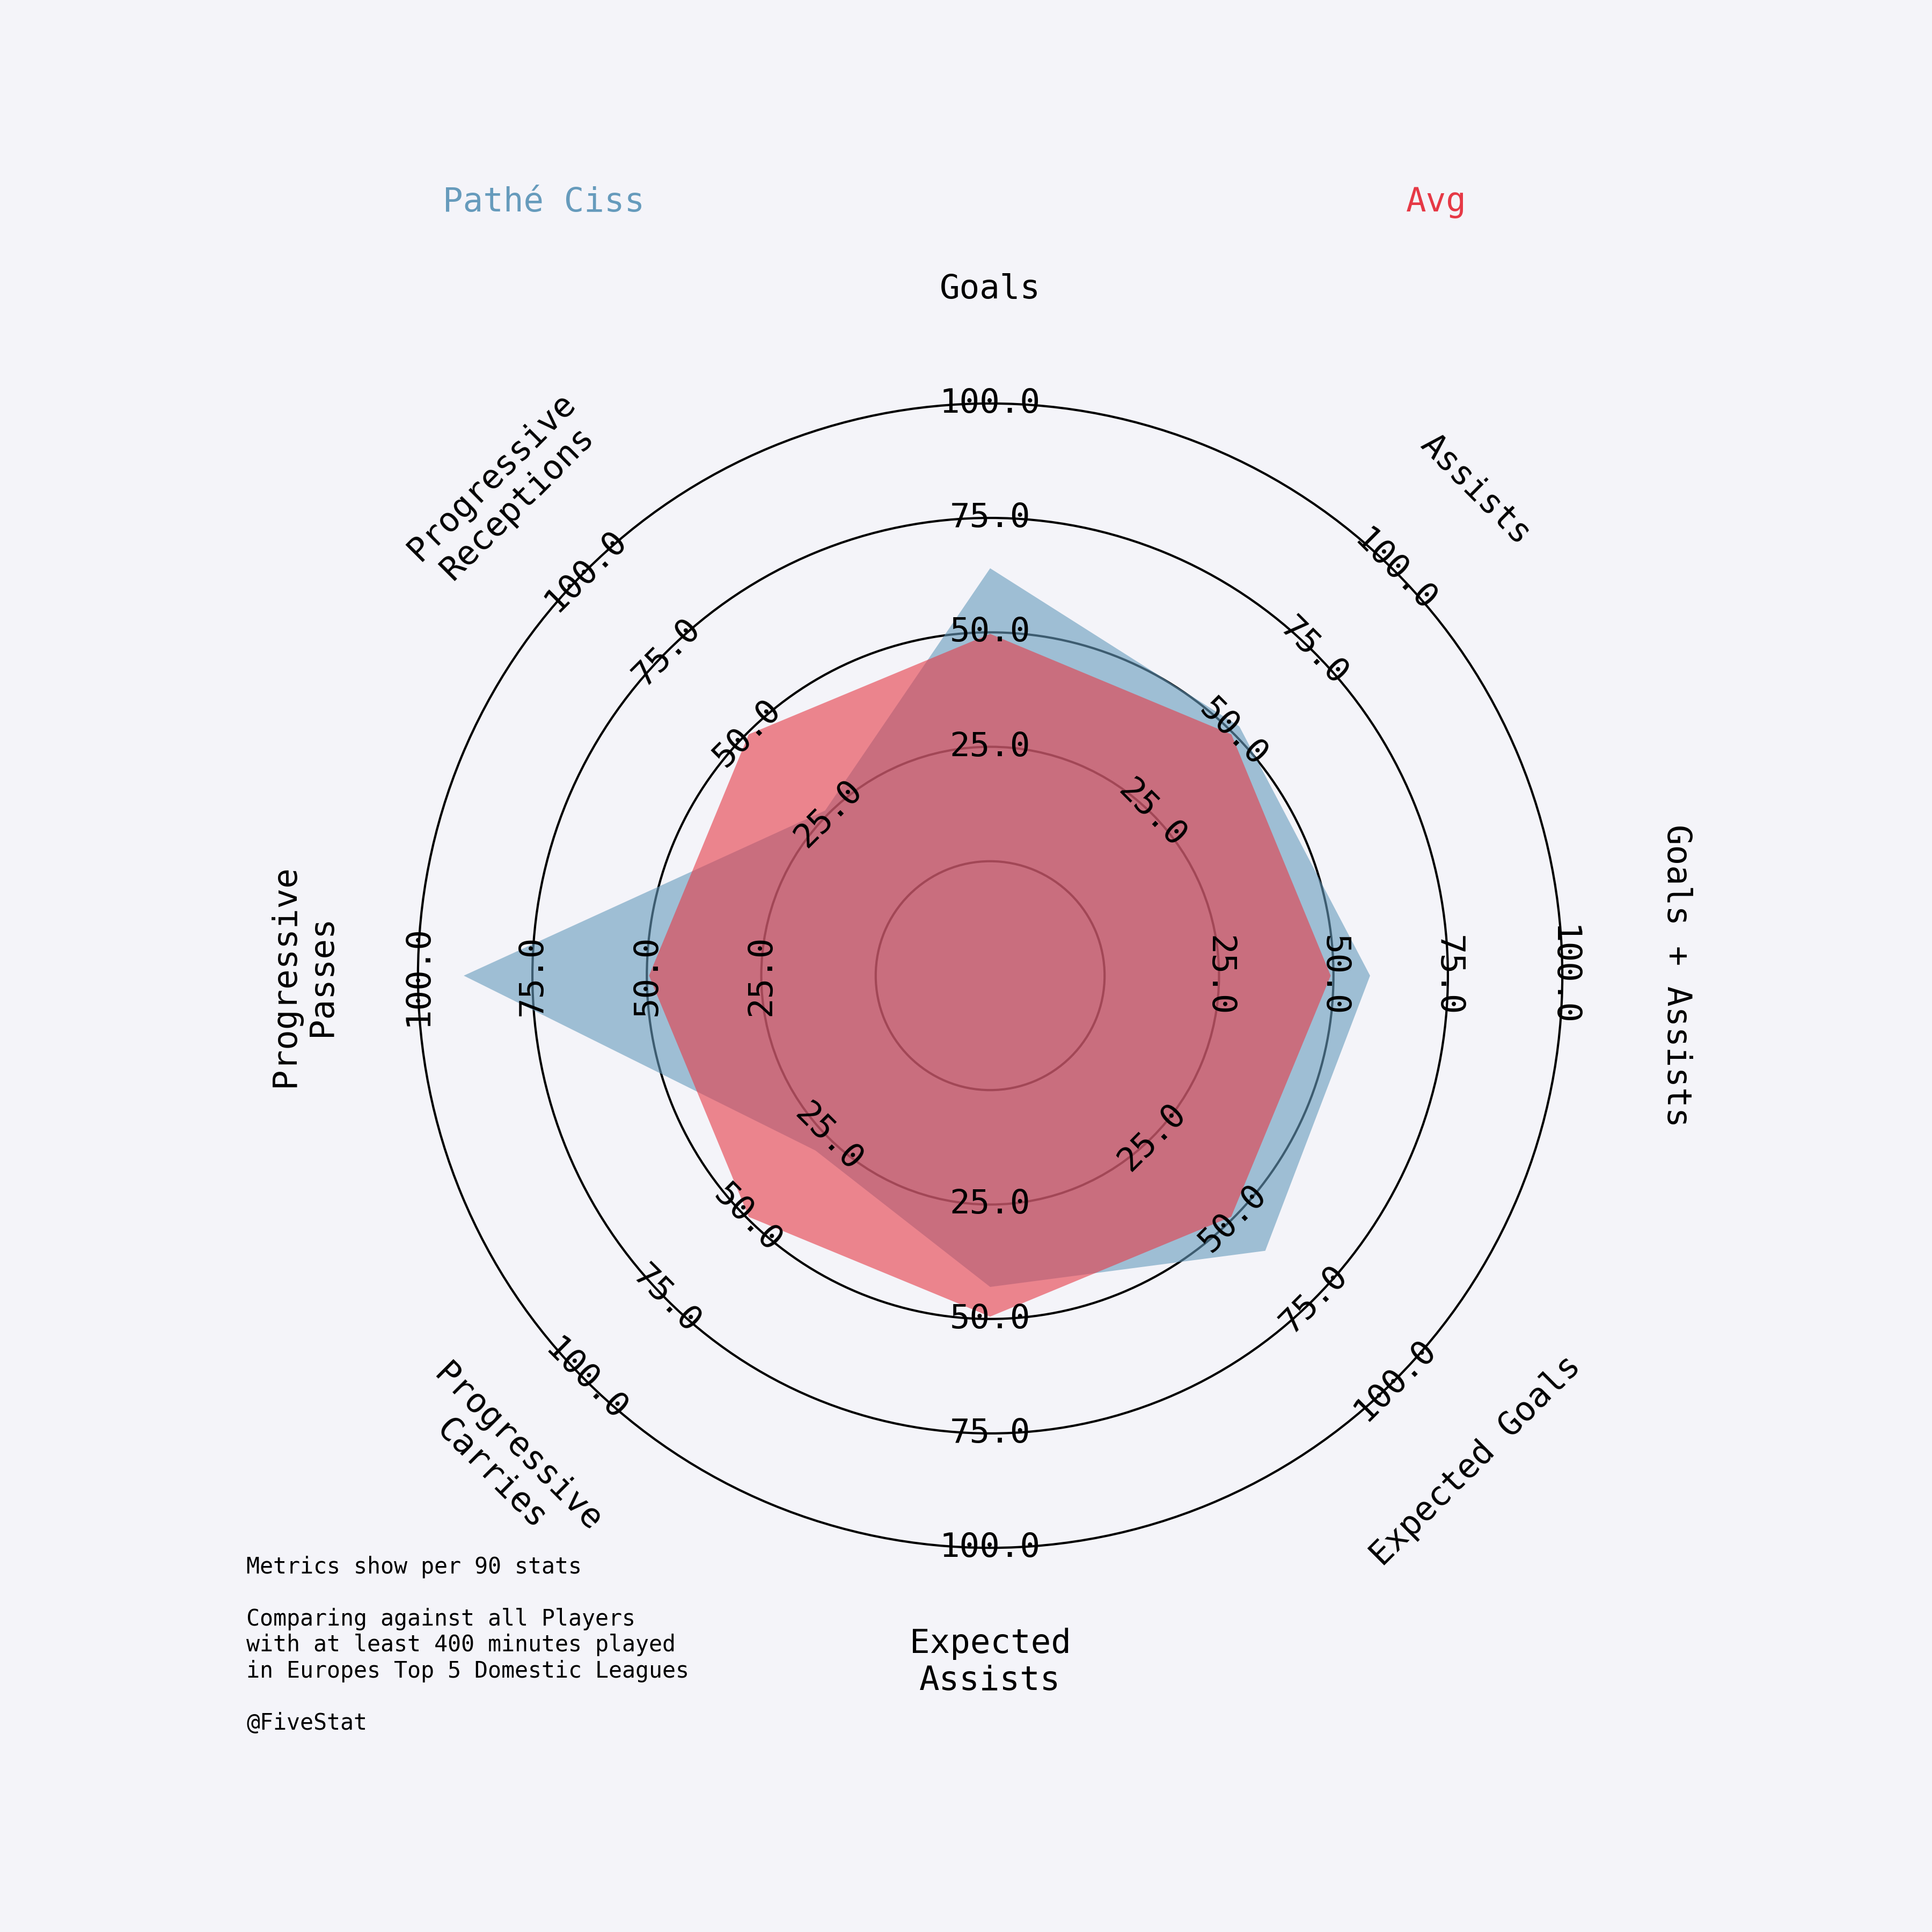 Pathé Ciss
Avg
Goals
Assists
Goals + Assists
Expected Goals
Expected
Assists
Progressive
Carries
Progressive
Passes
Progressive
Receptions
100.0
75.0
50.0
25.0
100.0
75.0
50.0
25.0
100.0
75.0
50.0
25.0
100.0
75.0
50.0
25.0
25.0
50.0
75.0
100.0
25.0
50.0
75.0
100.0
100.0
75.0
50.0
25.0
100.0
75.0
50.0
25.0
Metrics show per 90 stats
Comparing against all Players
with at least 400 minutes played
in Europes Top 5 Domestic Leagues
@FiveStat